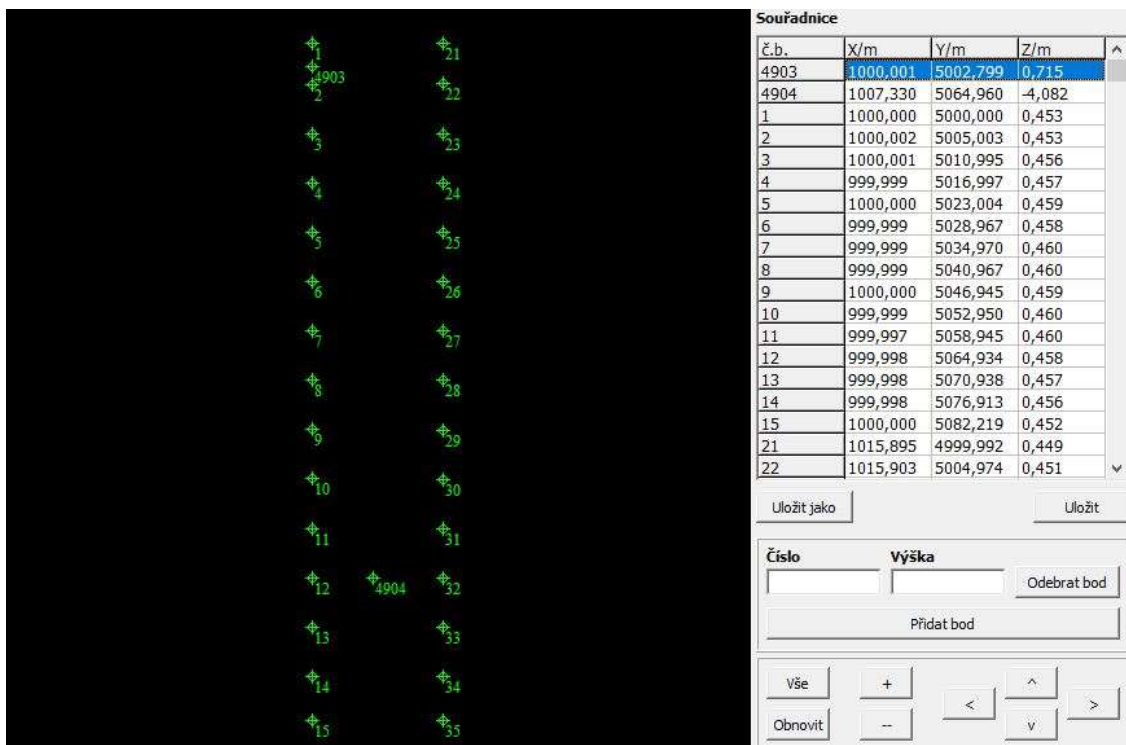 1
4903
2
3
4
5
6
7
8
9
10
11
12
4904
13
14
15
21
22
23
24
25
26
27
28
29
30
31
32
33
34
35
Souřadnice
č.b. X/m Y/m Z/m
4903 1000,001 5002,799 0,715
4904 1007,330 5064,960 -4,082
1 1000,000 5000,000 0,453
2 1000,002 5005,003 0,453
3 1000,001 5010,995 0,456
4 999,999 5016,997 0,457
5 1000,000 5023,004 0,459
6 999,999 5028,967 0,458
7 999,999 5034,970 0,460
8 999,999 5040,967 0,460
9 1000,000 5046,945 0,459
10 999,999 5052,950 0,460
11 999,997 5058,945 0,460
12 999,998 5064,934 0,458
13 999,998 5070,938 0,457
14 999,998 5076,913 0,456
15 1000,000 5082,219 0,452
21 1015,895 4999,992 0,449
22 1015,903 5004,974 0,451
Uložit jako Uložit
Číslo Výška
Odebrat bod
Přidat bod
Vše + < ^ >
Obnovit -- v